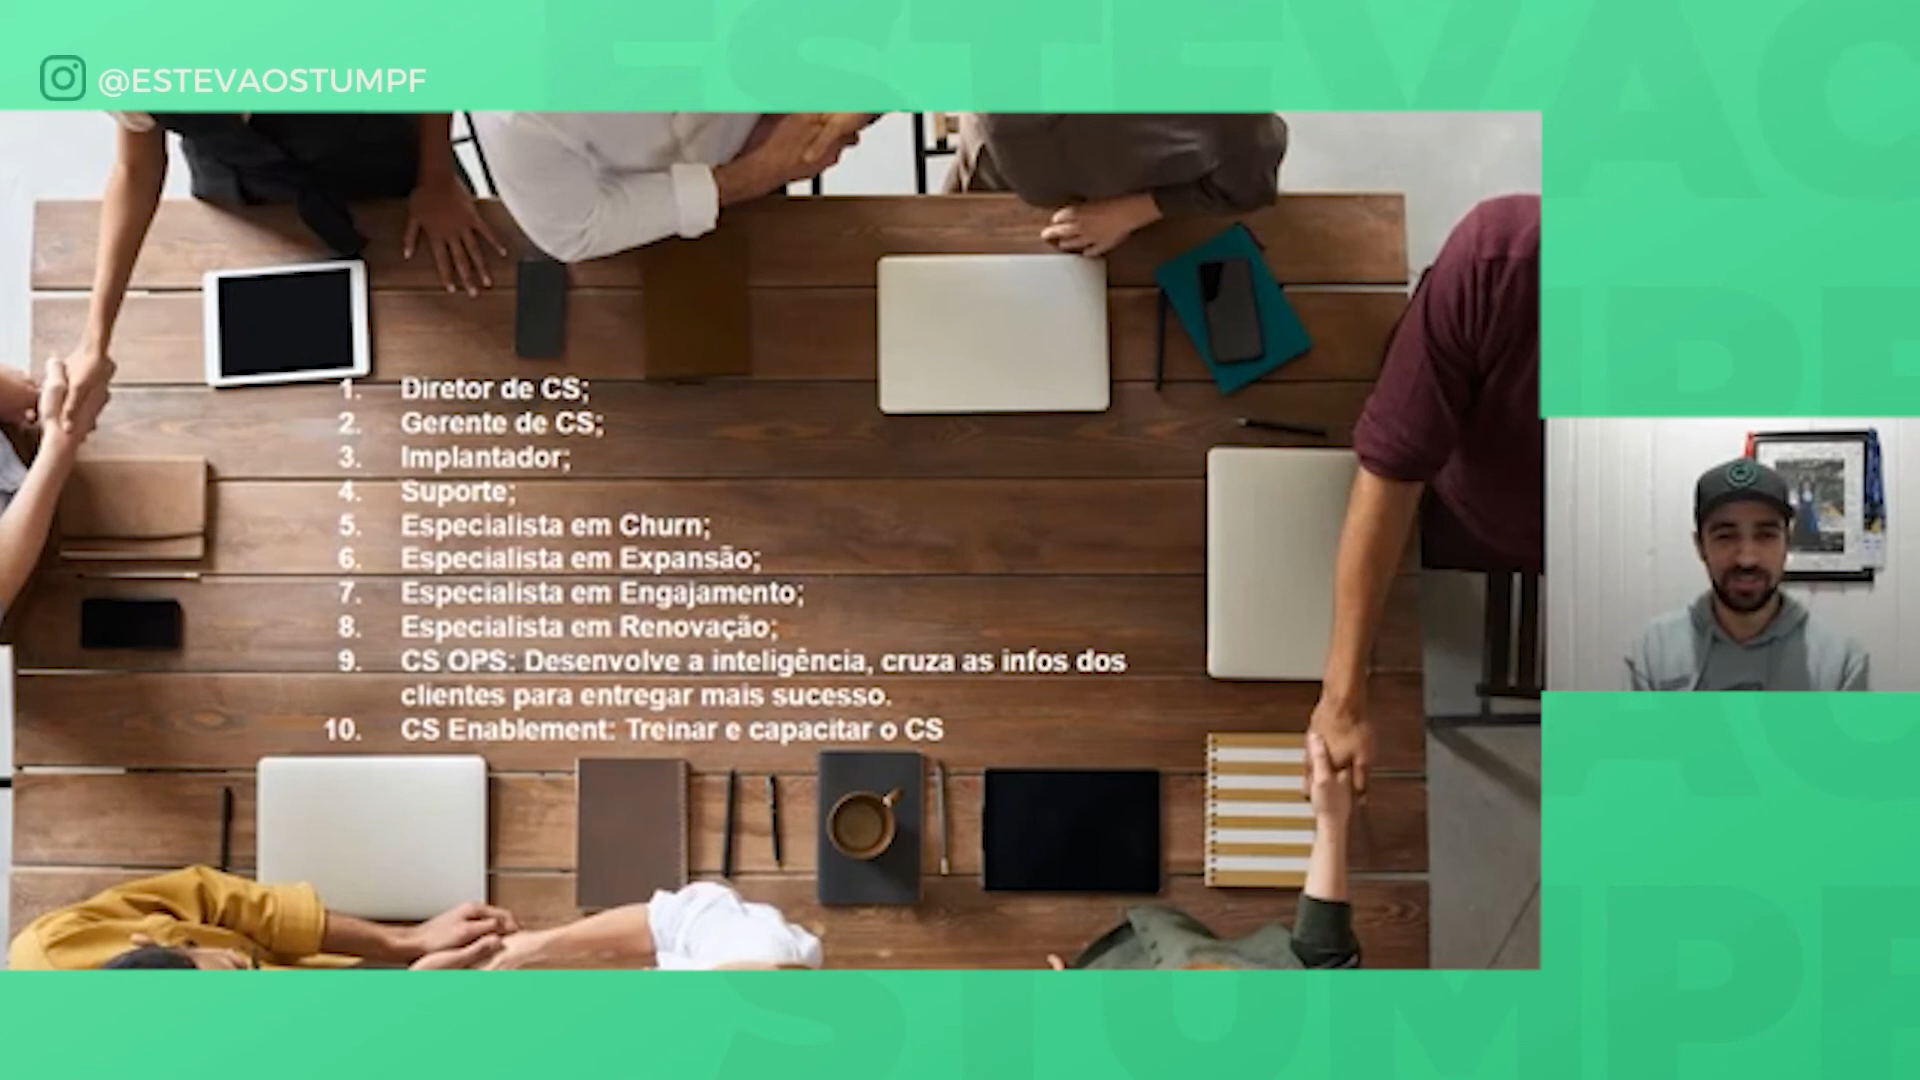 @ESTEVAOSTUMPF
1. Diretor de CS;
2. Gerente de CS;
3. Implantador;
4. Suporte;
5. Especialista em Churn;
6. Especialista em Expansão;
7. Especialista em Engajamento;
8. Especialista em Renovação;
9. CS OPS: Desenvolve a inteligência, cruza as infos dos
clientes para entregar mais sucesso.
10. CS Enablement: Treinar e capacitar o CS
ESTEVAO
STUMPF